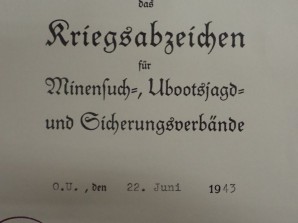 das
Kriegsabzeichen
für
Minensuch-, Ubootsjagd-
und Sicherungsverbände
O.U., den 22. Juni 1943